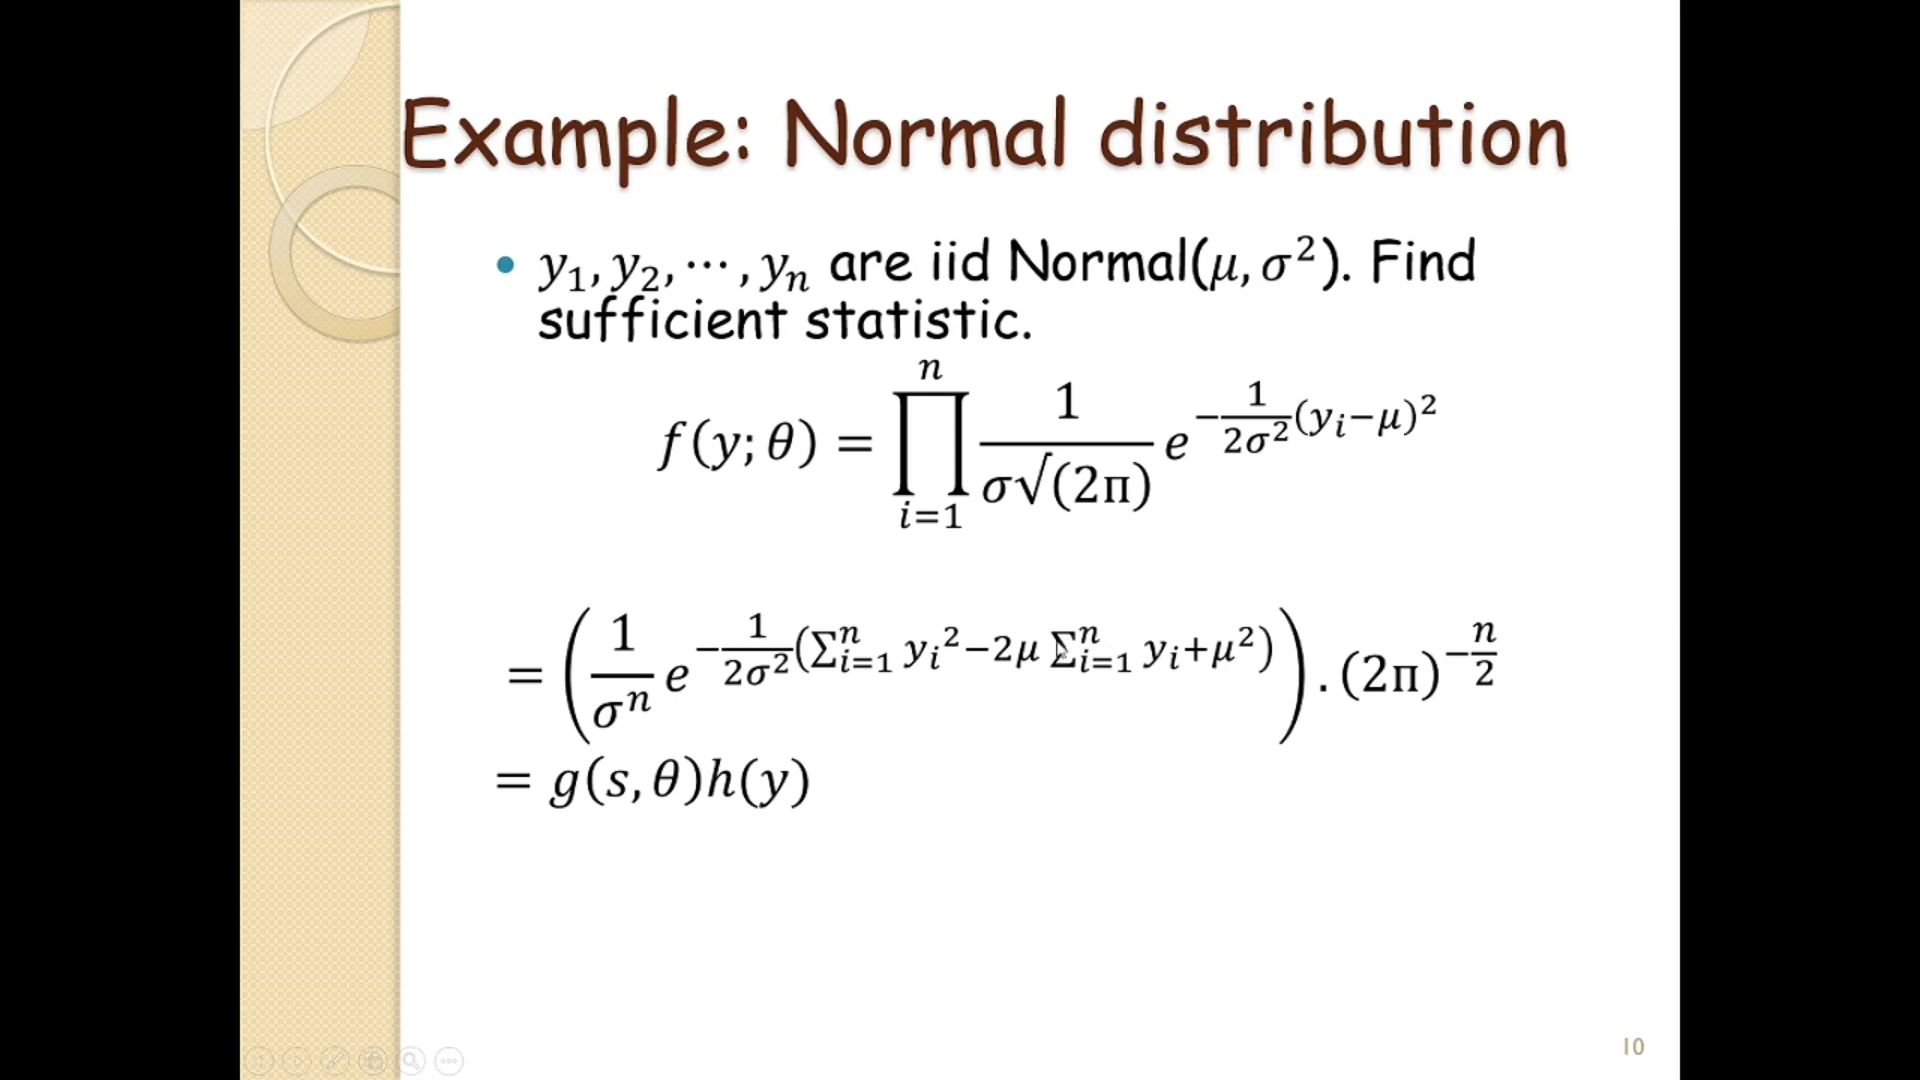 Example: Normal distribution
• y₁, y₂, ⋯ , yₙ are iid Normal(μ, σ²). Find
sufficient statistic.
f(y; θ) = ∏ᵢ₌₁ⁿ 1/(σ√(2π)) e^(−1/(2σ²) (yᵢ−μ)²)
= (1/σⁿ e^(−1/(2σ²) (∑ᵢ₌₁ⁿ yᵢ²−2μ ∑ᵢ₌₁ⁿ yᵢ+μ²))) . (2π)^(−n/2)
= g(s, θ)h(y)
10